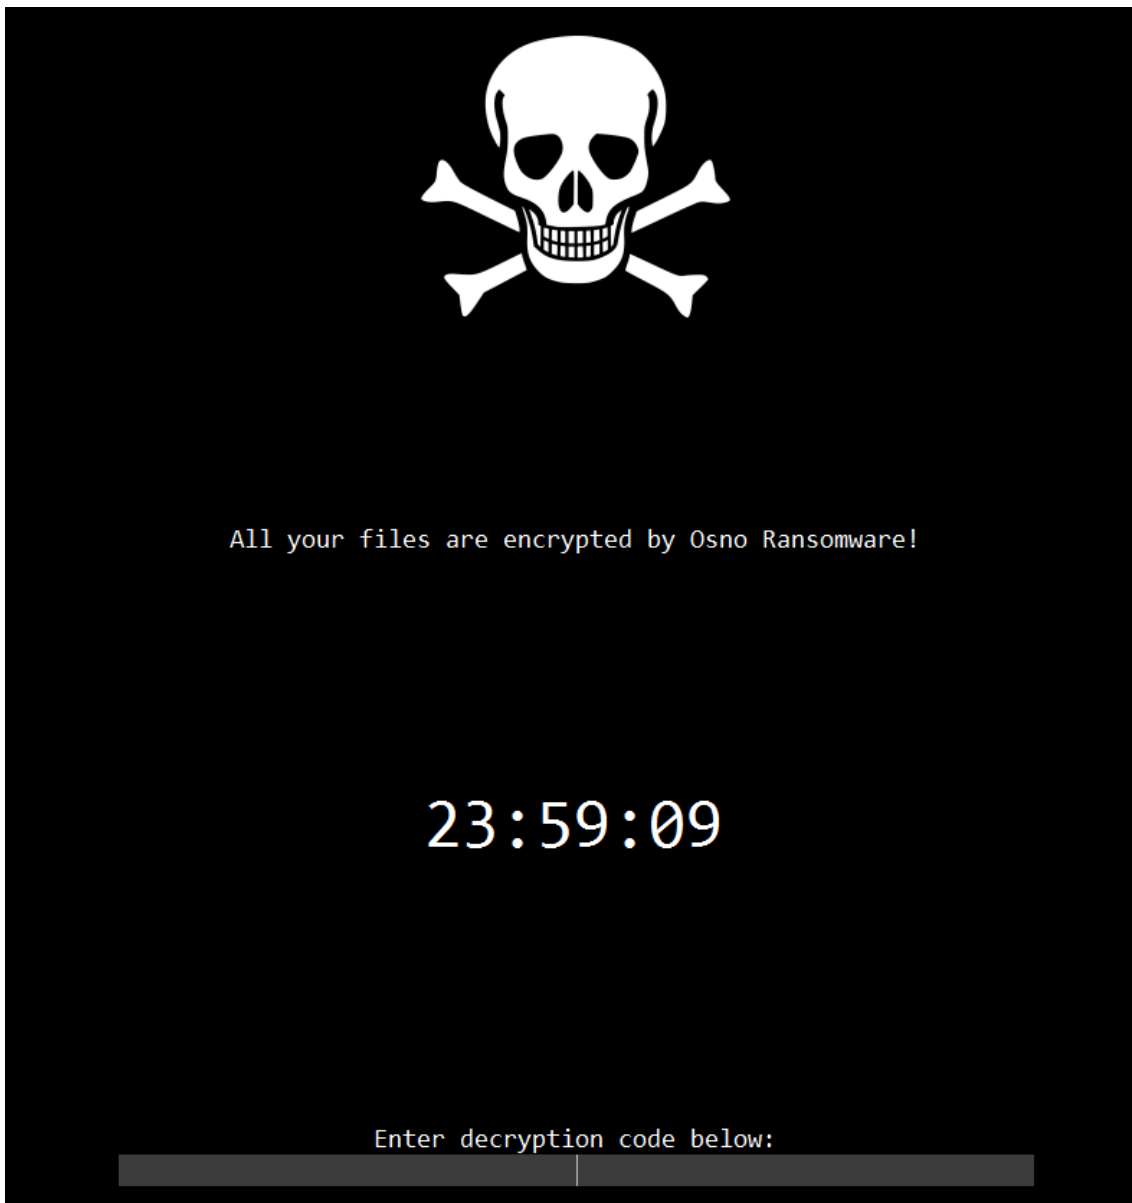 All your files are encrypted by Osno Ransomware!
23:59:09
Enter decryption code below: